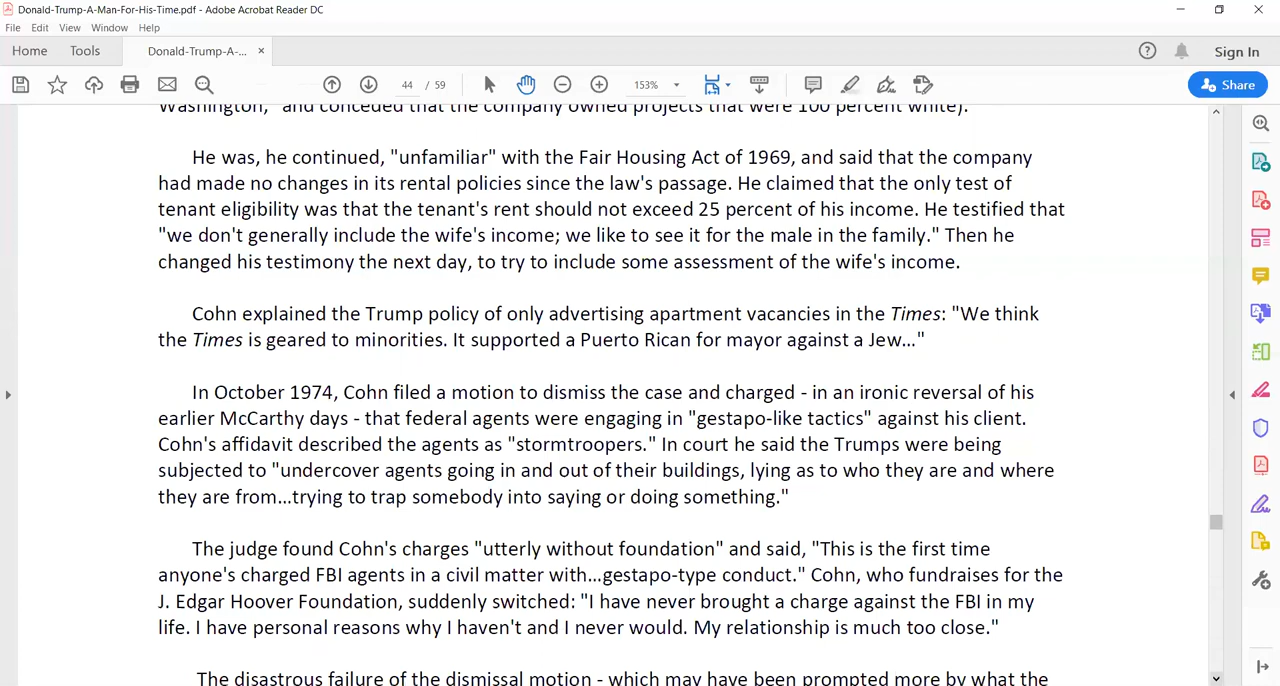 Donald-Trump-A-Man-For-His-Time.pdf - Adobe Acrobat Reader DC
File Edit View Window Help
Home Tools Donald-Trump-A-... × Sign In
44 / 59 153% Share
Washington," and conceded that the company owned projects that were 100 percent white).
He was, he continued, "unfamiliar" with the Fair Housing Act of 1969, and said that the company
had made no changes in its rental policies since the law's passage. He claimed that the only test of
tenant eligibility was that the tenant's rent should not exceed 25 percent of his income. He testified that
"we don't generally include the wife's income; we like to see it for the male in the family." Then he
changed his testimony the next day, to try to include some assessment of the wife's income.
Cohn explained the Trump policy of only advertising apartment vacancies in the Times: "We think
the Times is geared to minorities. It supported a Puerto Rican for mayor against a Jew..."
In October 1974, Cohn filed a motion to dismiss the case and charged - in an ironic reversal of his
earlier McCarthy days - that federal agents were engaging in "gestapo-like tactics" against his client.
Cohn's affidavit described the agents as "stormtroopers." In court he said the Trumps were being
subjected to "undercover agents going in and out of their buildings, lying as to who they are and where
they are from...trying to trap somebody into saying or doing something."
The judge found Cohn's charges "utterly without foundation" and said, "This is the first time
anyone's charged FBI agents in a civil matter with...gestapo-type conduct." Cohn, who fundraises for the
J. Edgar Hoover Foundation, suddenly switched: "I have never brought a charge against the FBI in my
life. I have personal reasons why I haven't and I never would. My relationship is much too close."
The disastrous failure of the dismissal motion - which may have been prompted more by what the